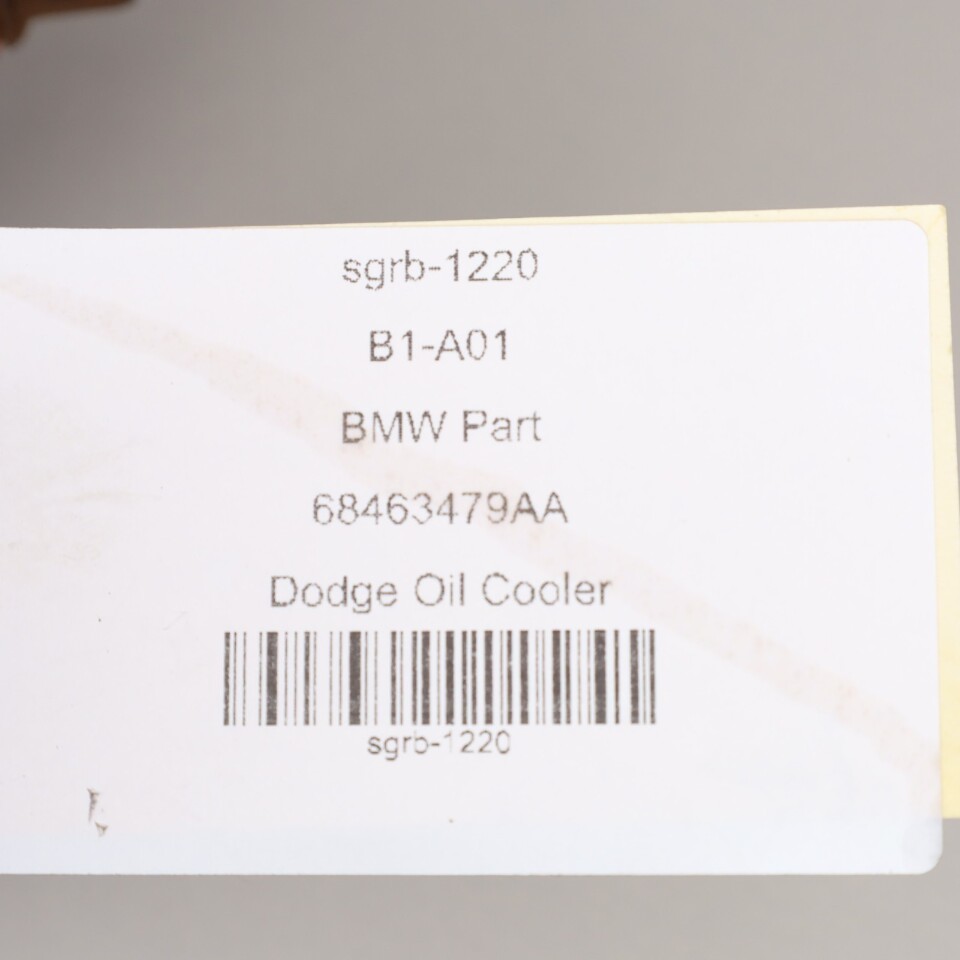 sgrb-1220
B1-A01
BMW Part
68463479AA
Dodge Oil Cooler
sgrb-1220